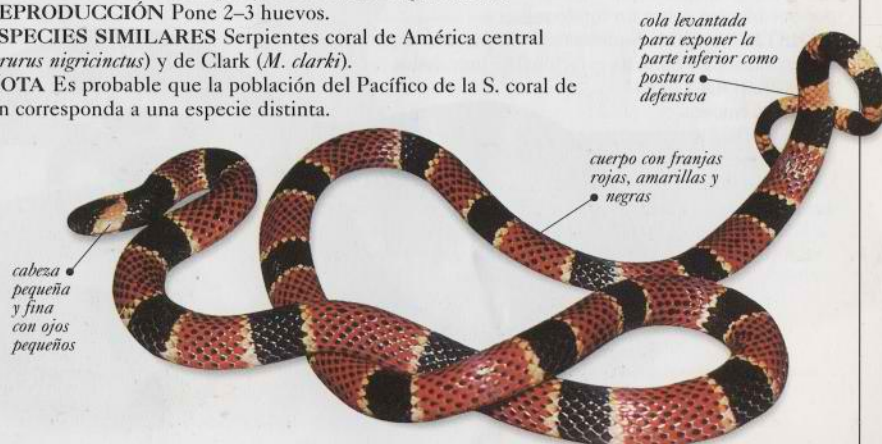 EPRODUCCIÓN Pone 2–3 huevos.
SPECIES SIMILARES Serpientes coral de América central
rurus nigricinctus) y de Clark (M. clarki).
OTA Es probable que la población del Pacífico de la S. coral de
n corresponda a una especie distinta.
cola levantada
para exponer la
parte inferior como
postura
defensiva
cuerpo con franjas
rojas, amarillas y
negras
cabeza
pequeña
y fina
con ojos
pequeños